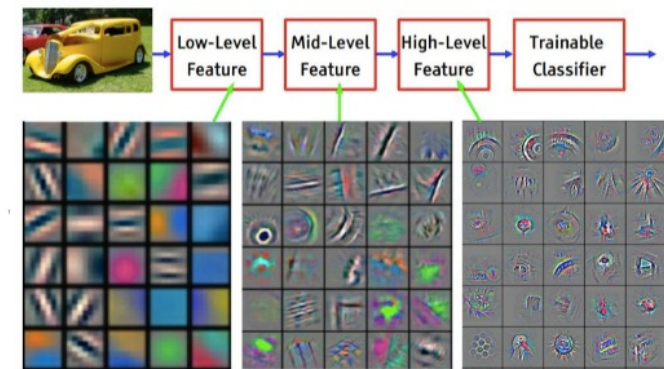 Low-Level
Feature
Mid-Level
Feature
High-Level
Feature
Trainable
Classifier